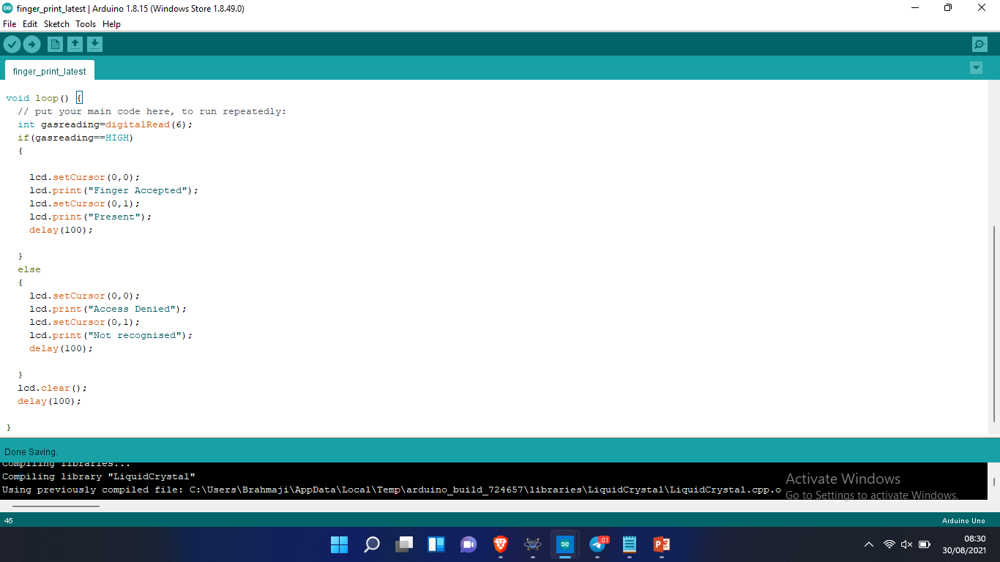 finger_print_latest | Arduino 1.8.15 (Windows Store 1.8.49.0)
File Edit Sketch Tools Help
finger_print_latest
void loop() {
// put your main code here, to run repeatedly:
int gasreading=digitalRead(6);
if(gasreading==HIGH)
{
lcd.setCursor(0,0);
lcd.print("Finger Accepted");
lcd.setCursor(0,1);
lcd.print("Present");
delay(100);
}
else
{
lcd.setCursor(0,0);
lcd.print("Access Denied");
lcd.setCursor(0,1);
lcd.print("Not recognised");
delay(100);
}
lcd.clear();
delay(100);
}
Done Saving.
Compiling libraries...
Compiling library "LiquidCrystal"
Using previously compiled file: C:\Users\Brahmaji\AppData\Local\Temp\arduino_build_724657\libraries\LiquidCrystal\LiquidCrystal.cpp.o
Activate Windows
Go to Settings to activate Windows.
45
Arduino Uno
.01
08:30
30/08/2021